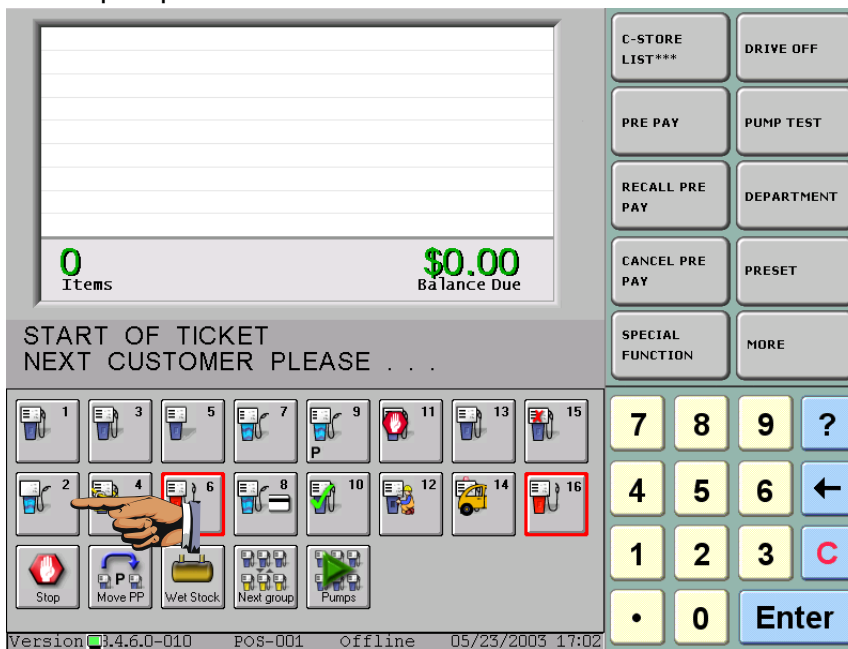 C-STORE
LIST***
DRIVE OFF
PRE PAY
PUMP TEST
RECALL PRE
PAY
DEPARTMENT
CANCEL PRE
PAY
PRESET
SPECIAL
FUNCTION
MORE
0
Items
$0.00
Balance Due
START OF TICKET
NEXT CUSTOMER PLEASE . . .
1 3 5 7 9 11 13 15
P
2 4 6 8 10 12 14 16
Stop
P
Move PP
Wet Stock
Next group
Pumps
7 8 9 ?
4 5 6 ←
1 2 3 C
• 0 Enter
Version 3.4.6.0-010 POS-001 Offline 05/23/2003 17:02